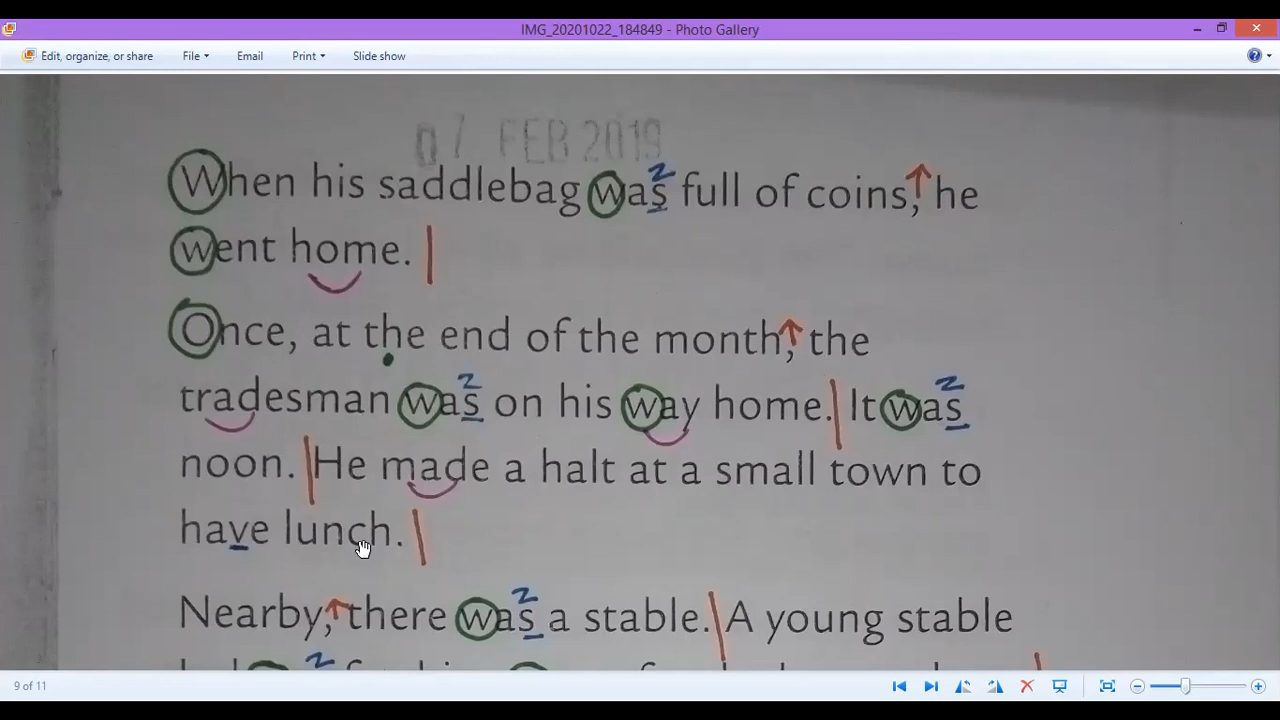 IMG_20201022_184849 - Photo Gallery
Edit, organize, or share File Email Print Slide show
07 FEB 2019
When his saddlebag was full of coins, he
went home.
Once, at the end of the month, the
tradesman was on his way home. It was
noon. He made a halt at a small town to
have lunch.
Nearby, there was a stable. A young stable
9 of 11